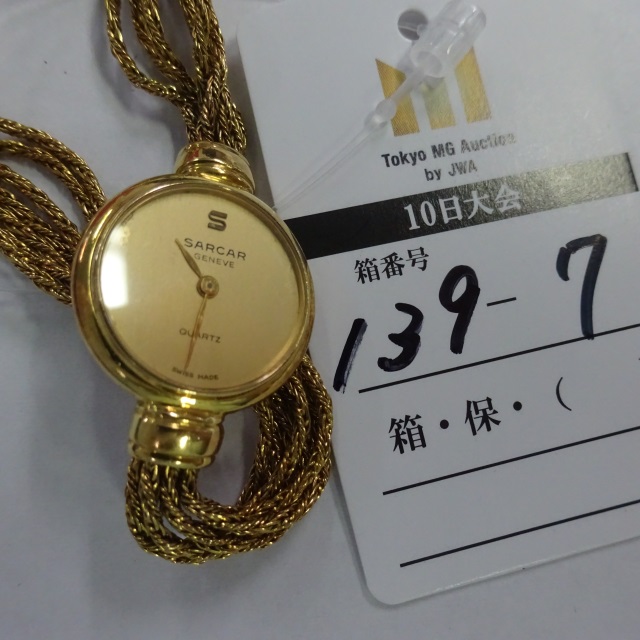 S
SARCAR
GENEVE
QUARTZ
SWISS MADE
Tokyo MG Auction
by JWA
10日大会
箱番号
139-7
箱・保・(